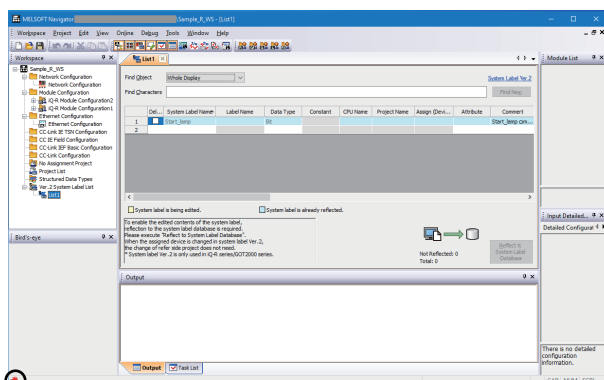 MELSOFT Navigator \Sample_R_WS - [List1]
Workspace Project Edit View Online Debug Tools Window Help
Workspace
Sample_R_WS
Network Configuration
Network Configuration
Module Configuration
iQ-R Module Configuration2
iQ-R Module Configuration1
Ethernet Configuration
Ethernet Configuration
CC-Link IE TSN Configuration
CC IE Field Configuration
CC-Link IEF Basic Configuration
CC-Link Configuration
No Assignment Project
Project List
Structured Data Types
Ver.2 System Label List
List1
Bird's-eye
List1
Find Object Whole Display System Label Ver.2
Find Characters Find Next
Del... System Label Name Label Name Data Type Constant CPU Name Project Name Assign (Devi... Attribute Comment
1 Start_lamp Bit Start_lamp com...
2
System label is being edited. System label is already reflected.
To enable the edited contents of the system label,
reflection to the system label database is required.
Please execute "Reflect to System Label Database".
When the assigned device is changed in system label Ver.2,
the change of refer side project does not need.
* System label Ver.2 is only used in iQ-R series/GOT2000 series.
Not Reflected: 0
Total: 0
Reflect to
System Label
Database
Output
Output Task List
Module List
Input Detailed...
Detailed Configurat
There is no detailed
configuration
information.
CAP NUM SCRL